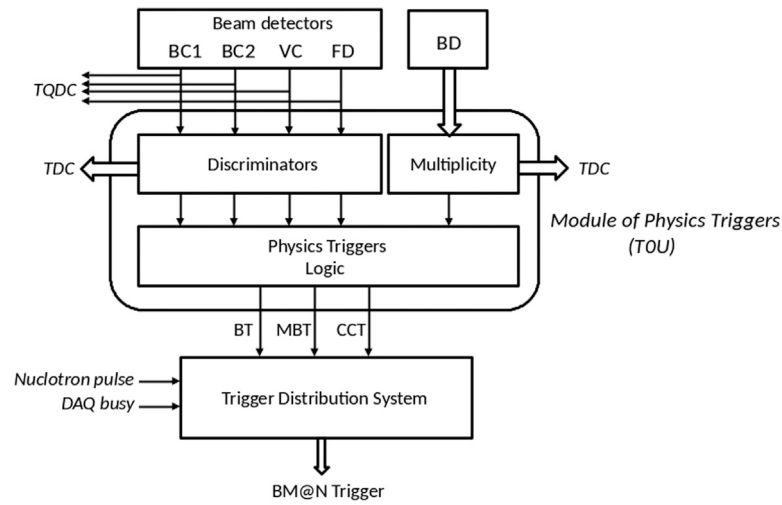 Beam detectors
BC1 BC2 VC FD
BD
TQDC
TDC
Discriminators
Multiplicity
TDC
Module of Physics Triggers
(T0U)
Physics Triggers
Logic
BT MBT CCT
Nuclotron pulse
DAQ busy
Trigger Distribution System
BM@N Trigger